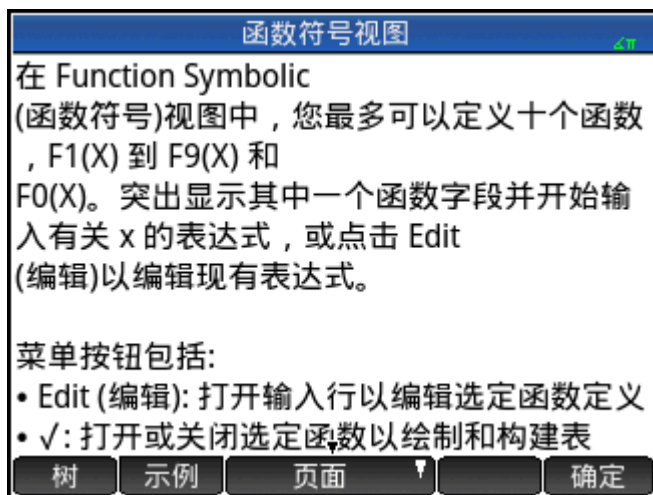 函数符号视图
∠π
在 Function Symbolic
(函数符号)视图中，您最多可以定义十个函数
，F1(X) 到 F9(X) 和
F0(X)。突出显示其中一个函数字段并开始输
入有关 x 的表达式，或点击 Edit
(编辑)以编辑现有表达式。
菜单按钮包括:
• Edit (编辑): 打开输入行以编辑选定函数定义
• √: 打开或关闭选定函数以绘制和构建表
树 示例 页面 确定